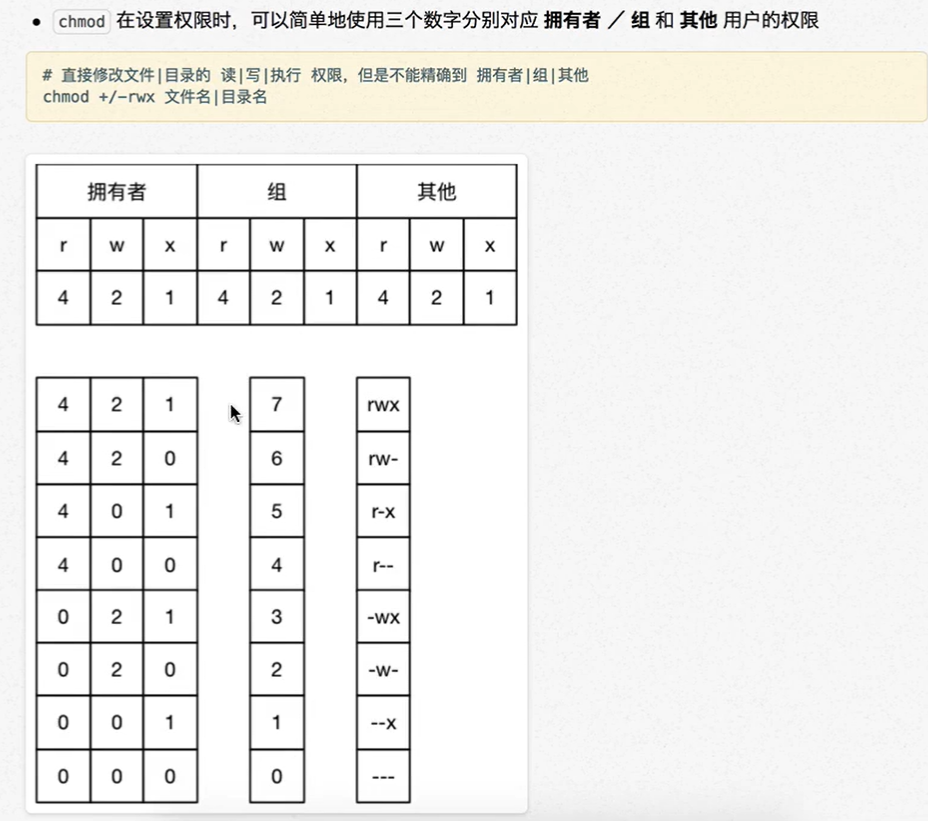 • chmod 在设置权限时，可以简单地使用三个数字分别对应 拥有者 ／ 组 和 其他 用户的权限
# 直接修改文件|目录的 读|写|执行 权限，但是不能精确到 拥有者|组|其他
chmod +/-rwx 文件名|目录名
拥有者 组 其他
r w x r w x r w x
4 2 1 4 2 1 4 2 1
4 2 1 7 rwx
4 2 0 6 rw-
4 0 1 5 r-x
4 0 0 4 r--
0 2 1 3 -wx
0 2 0 2 -w-
0 0 1 1 --x
0 0 0 0 ---